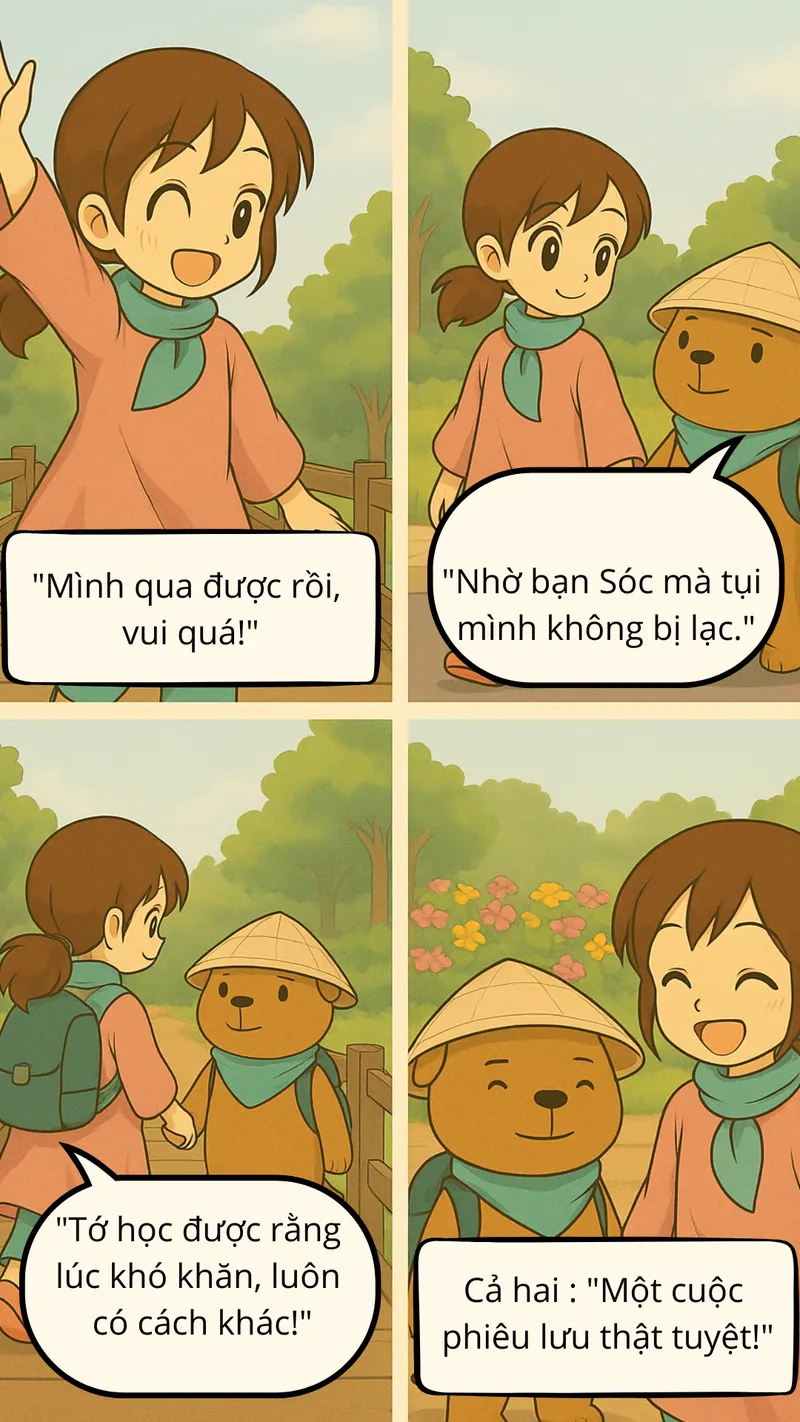 "Mình qua được rồi,
vui quá!"
"Nhờ bạn Sóc mà tụi
mình không bị lạc."
"Tớ học được rằng
lúc khó khăn, luôn
có cách khác!"
Cả hai : "Một cuộc
phiêu lưu thật tuyệt!"